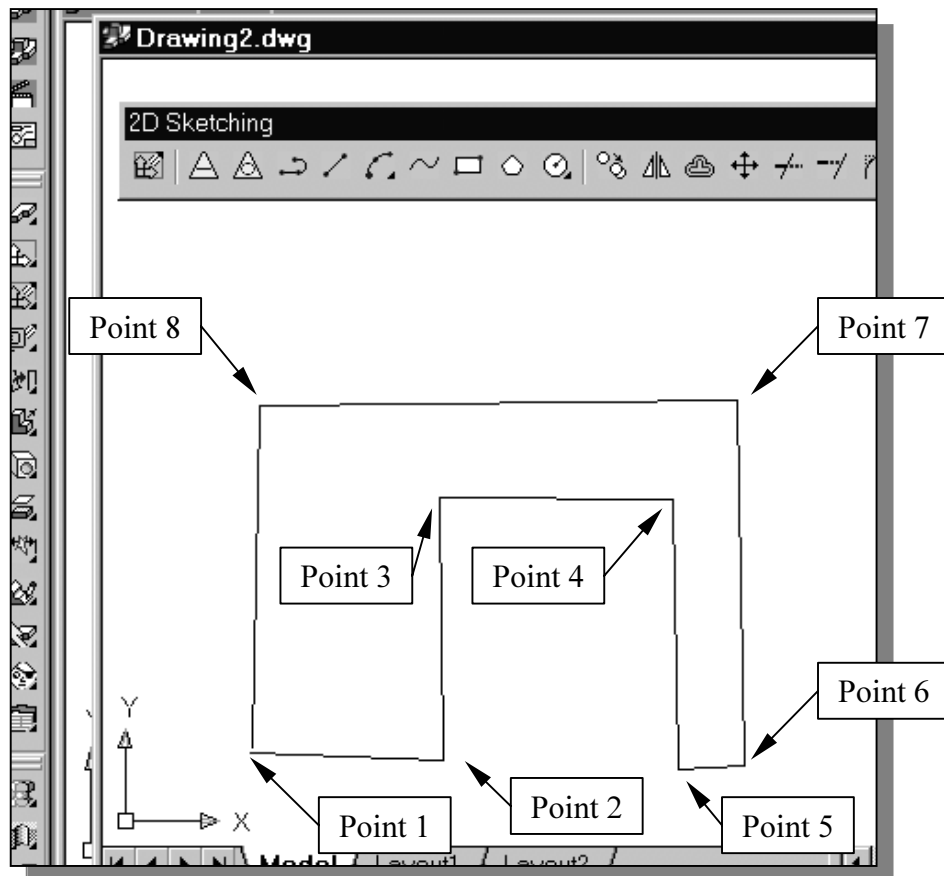 Drawing2.dwg
2D Sketching
Point 8
Point 7
Point 3
Point 4
Point 6
Y
Point 2
X
Point 1
Point 5
Model
Layout1
Layout2